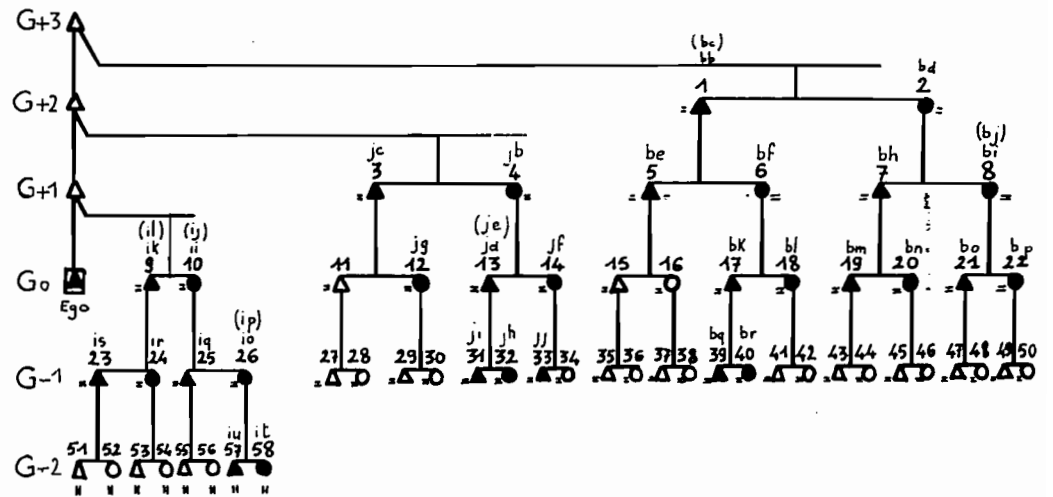 G+3
(bc)
bb
bd
1 2
G+2
(bj)
jc jb be bf bh bi
3 4 5 6 7 8
G+1
(il) (ij)
ik ii
9 10
(je)
jg jd jf bk bl bm bn bo bp
11 12 13 14 15 16 17 18 19 20 21 22
Go
Ego
(ip)
is ir iq io
23 24 25 26
ji jh jj bq br
27 28 29 30 31 32 33 34 35 36 37 38 39 40 41 42 43 44 45 46 47 48 49 50
G-1
iu it
51 52 53 54 55 56 57 58
G-2